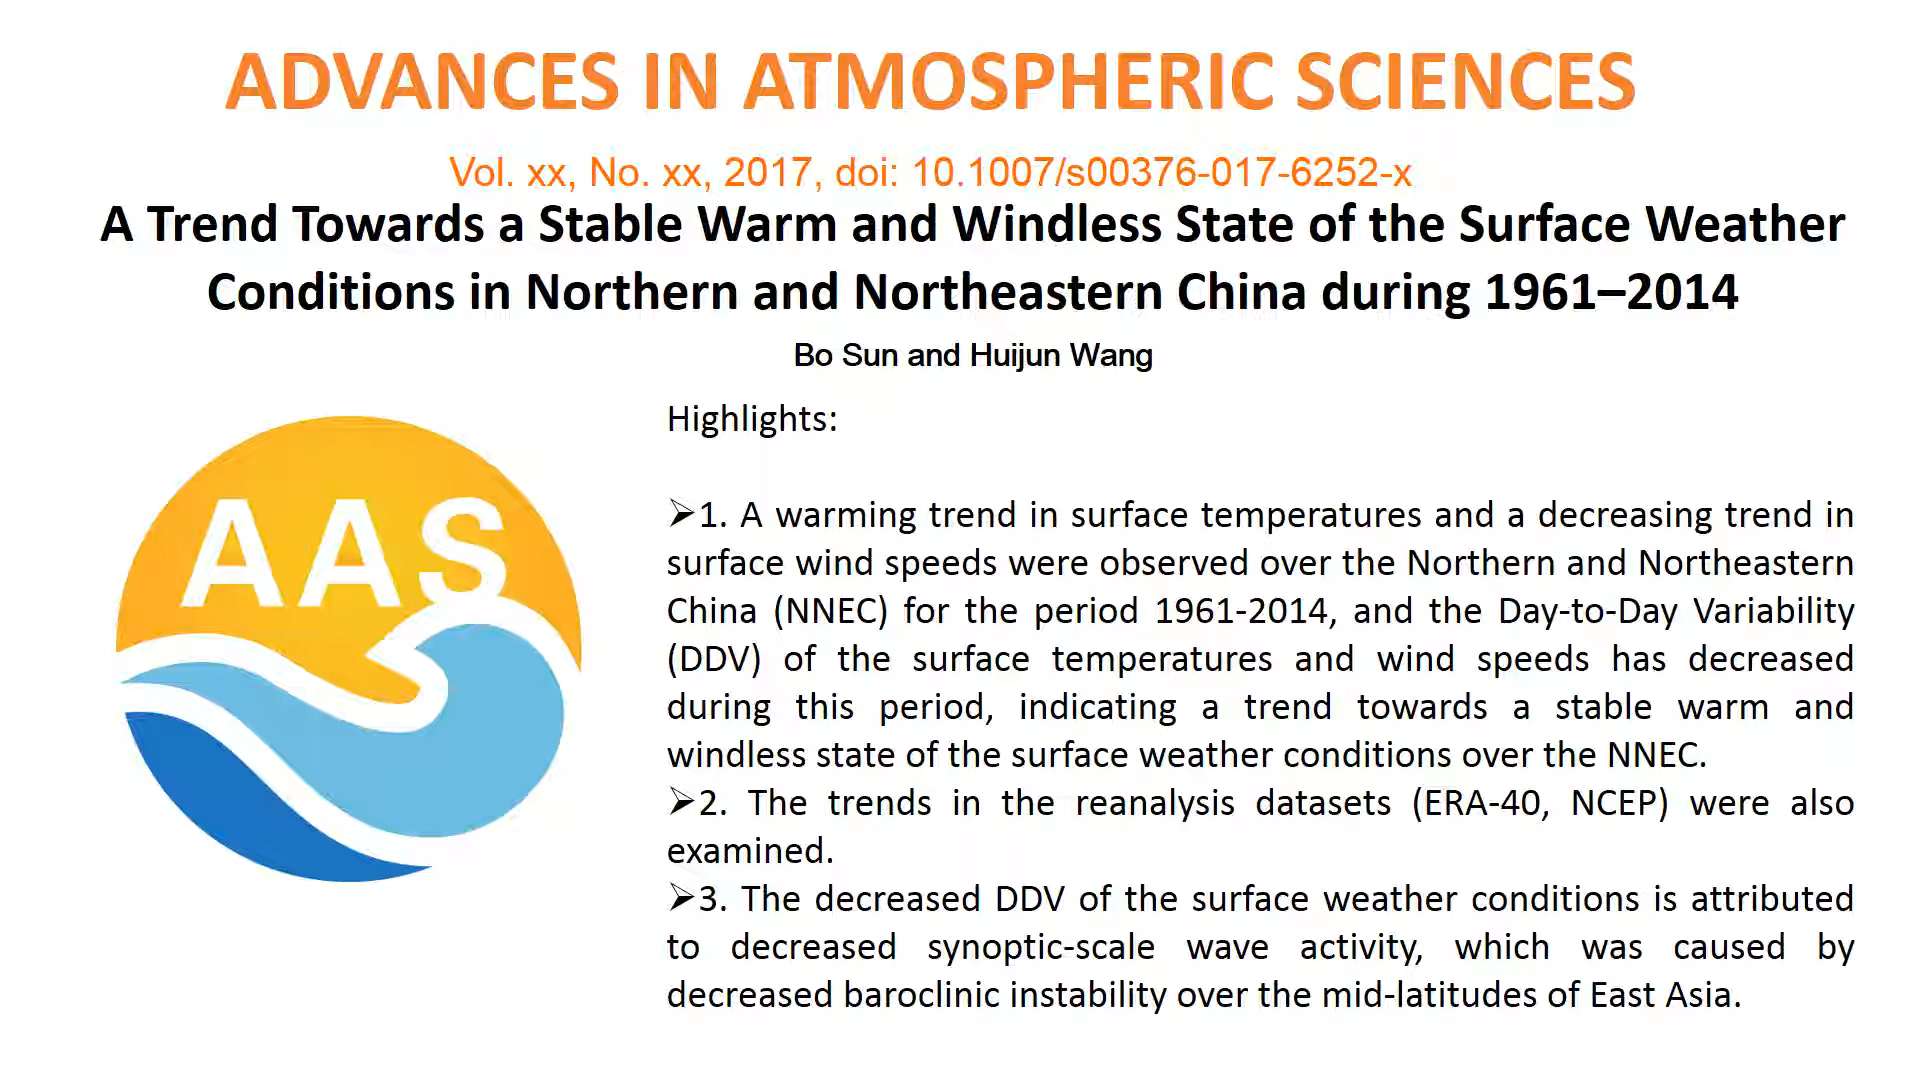 ADVANCES IN ATMOSPHERIC SCIENCES
Vol. xx, No. xx, 2017, doi: 10.1007/s00376-017-6252-x
A Trend Towards a Stable Warm and Windless State of the Surface Weather
Conditions in Northern and Northeastern China during 1961–2014
Bo Sun and Huijun Wang
AAS
Highlights:
➢1. A warming trend in surface temperatures and a decreasing trend in
surface wind speeds were observed over the Northern and Northeastern
China (NNEC) for the period 1961-2014, and the Day-to-Day Variability
(DDV) of the surface temperatures and wind speeds has decreased
during this period, indicating a trend towards a stable warm and
windless state of the surface weather conditions over the NNEC.
➢2. The trends in the reanalysis datasets (ERA-40, NCEP) were also
examined.
➢3. The decreased DDV of the surface weather conditions is attributed
to decreased synoptic-scale wave activity, which was caused by
decreased baroclinic instability over the mid-latitudes of East Asia.